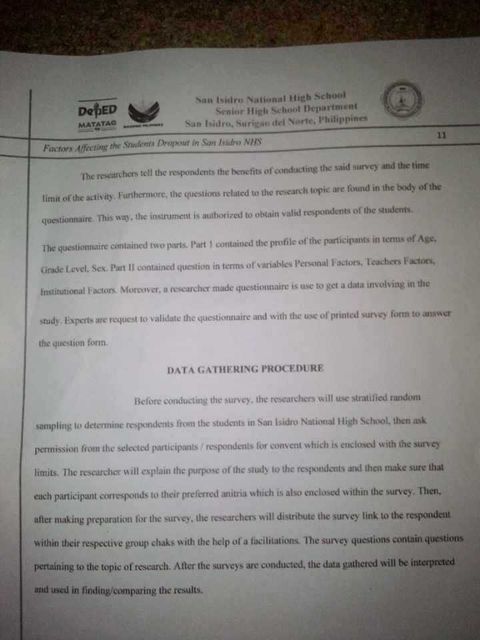 San Isidro National High School
DepED
MATATAG
Senior High School Department
San Isidro, Surigao del Norte, Philippines
11
Factors Affecting the Students Dropout in San Isidro NHS
The researchers tell the respondents the benefits of conducting the said survey and the time
limit of the activity. Furthermore, the questions related to the research topic are found in the body of the
questionnaire. This way, the instrument is authorized to obtain valid respondents of the students.
The questionnaire contained two parts. Part 1 contained the profile of the participants in terms of Age,
Grade Level, Sex. Part II contained question in terms of variables Personal Factors, Teachers Factors,
Institutional Factors. Moreover, a researcher made questionnaire is use to get a data involving in the
study. Experts are request to validate the questionnaire and with the use of printed survey form to answer
the question form.
DATA GATHERING PROCEDURE
Before conducting the survey, the researchers will use stratified random
sampling to determine respondents from the students in San Isidro National High School, then ask
permission from the selected participants / respondents for convent which is enclosed with the survey
limits. The researcher will explain the purpose of the study to the respondents and then make sure that
each participant corresponds to their preferred anitria which is also enclosed within the survey. Then,
after making preparation for the survey, the researchers will distribute the survey link to the respondent
within their respective group chaks with the help of a facilitations. The survey questions contain questions
pertaining to the topic of research. After the surveys are conducted, the data gathered will be interpreted
and used in finding/comparing the results.